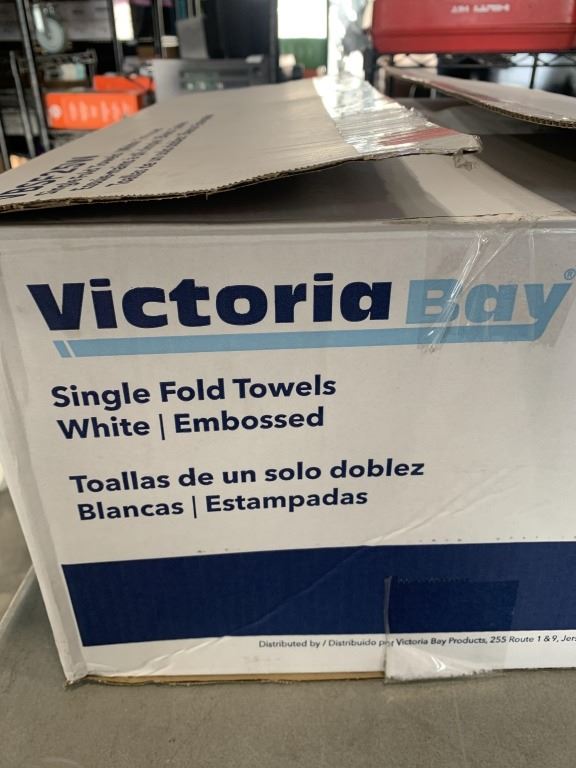 Victoria Bay®
Single Fold Towels
White | Embossed
Toallas de un solo doblez
Blancas | Estampadas
Distributed by / Distribuido por Victoria Bay Products, 255 Route 1 & 9,